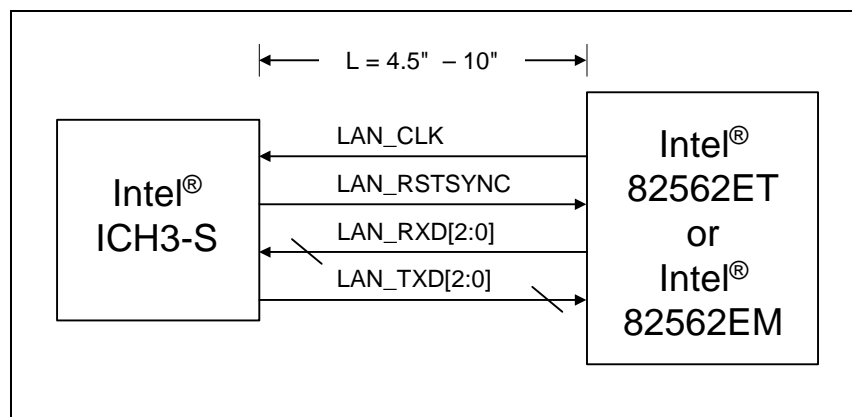 L = 4.5" – 10"
LAN_CLK
LAN_RSTSYNC
LAN_RXD[2:0]
LAN_TXD[2:0]
Intel®
ICH3-S
Intel®
82562ET
or
Intel®
82562EM